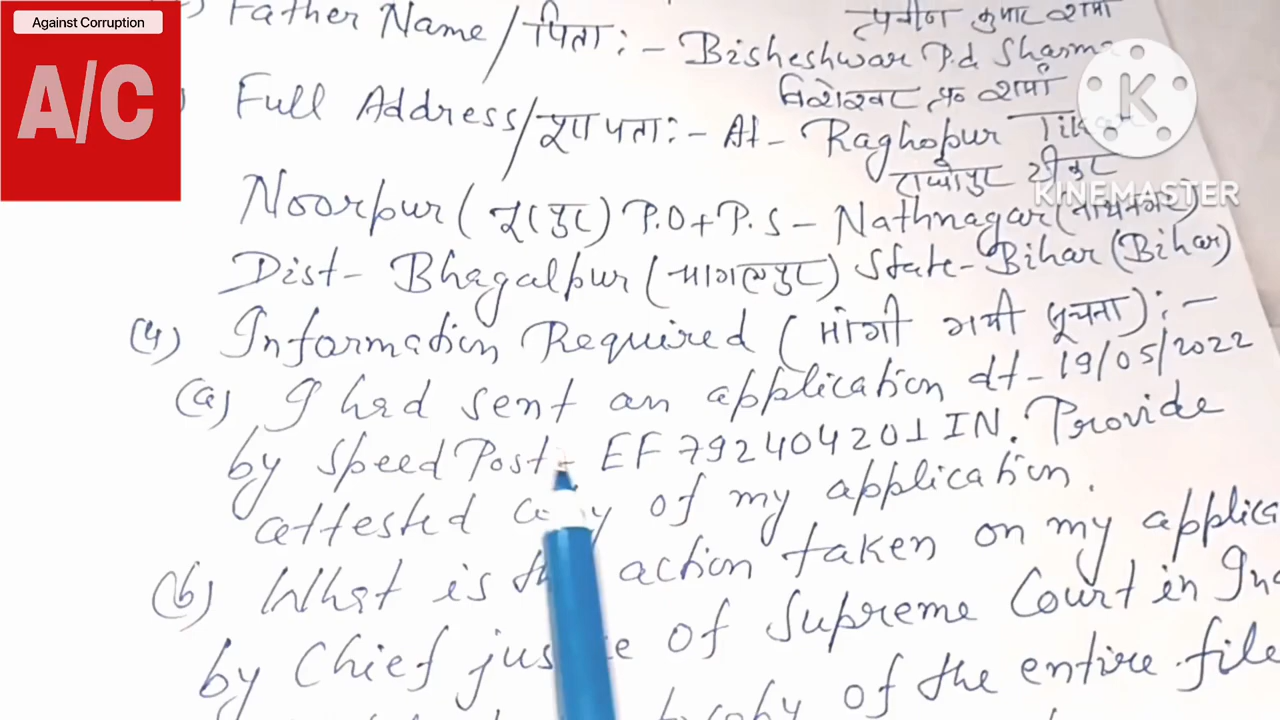 Against Corruption
A/C
Father Name / पिता : - Bisheshwar P.d Sharma
कुमार शर्मा
Full Address / पता : - At - Raghopur
Noorpur ( नूरपुर ) P.O + P.S - Nathnagar ( नाथनगर )
KINEMASTER
Dist - Bhagalpur ( भागलपुर ) State - Bihar (Bihar)
(4) Information Required ( मांगी गयी सूचना ) : -
(a) I had sent an application dt - 19/05/2022
by Speed Post - EF 792404201 IN. Provide
attested of my application.
(b) What is action taken on my applica
by Chief of Supreme Court in
of the entire file